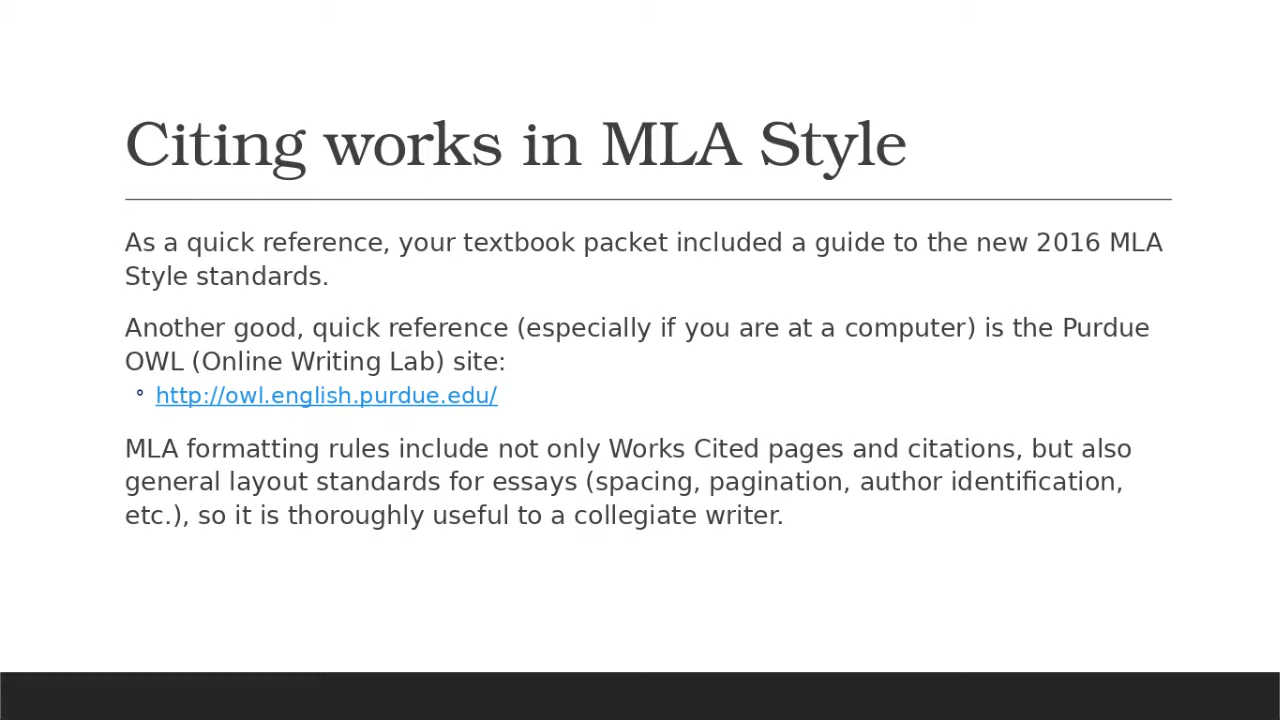 Citing works in MLA Style
As a quick reference, your textbook packet included a guide to the new 2016 MLA
Style standards.
Another good, quick reference (especially if you are at a computer) is the Purdue
OWL (Online Writing Lab) site:
° http://owl.english.purdue.edu/
MLA formatting rules include not only Works Cited pages and citations, but also
general layout standards for essays (spacing, pagination, author identification,
etc.), so it is thoroughly useful to a collegiate writer.